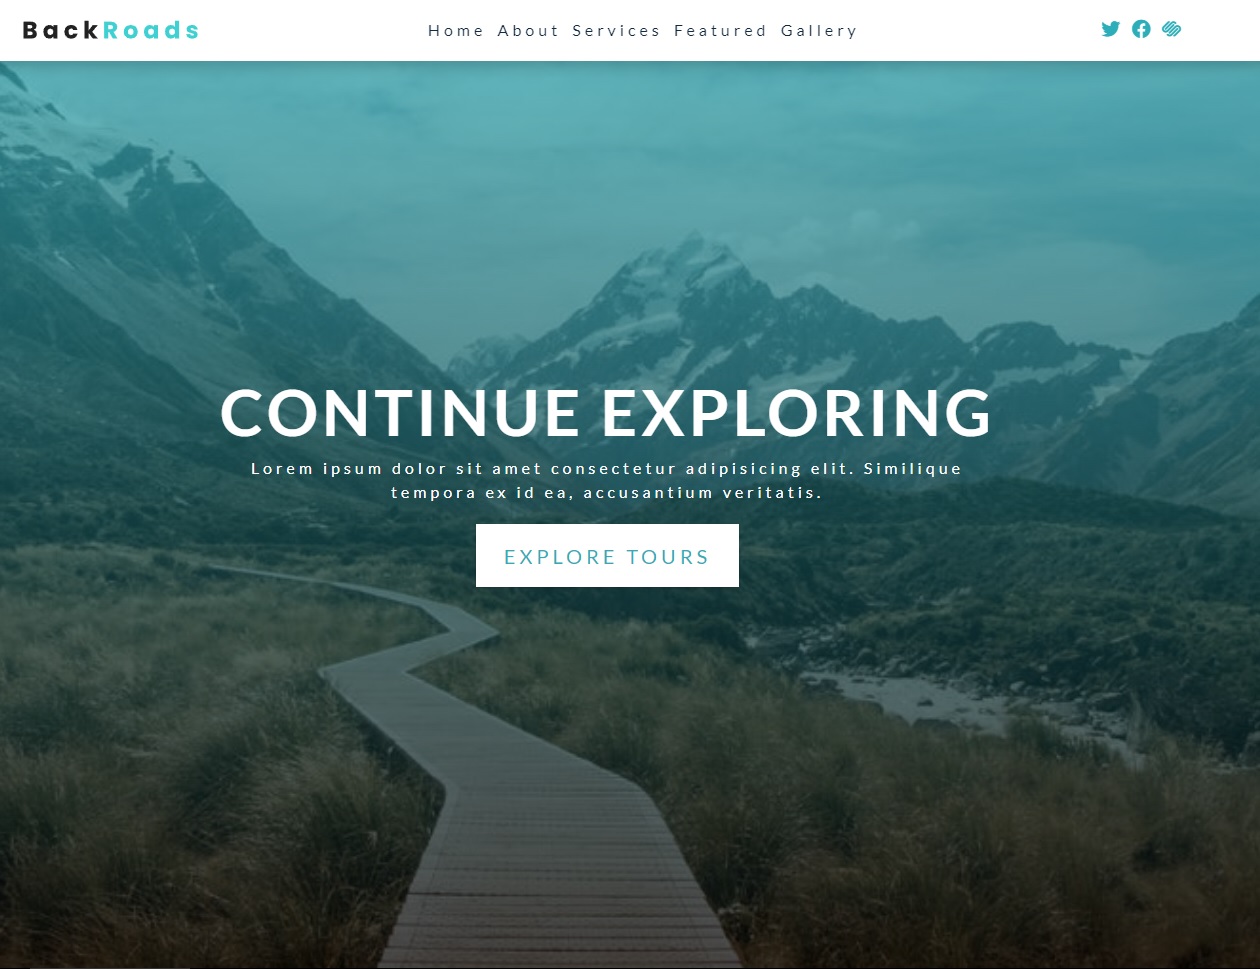 BackRoads
Home About Services Featured Gallery
CONTINUE EXPLORING
Lorem ipsum dolor sit amet consectetur adipisicing elit. Similique
tempora ex id ea, accusantium veritatis.
EXPLORE TOURS